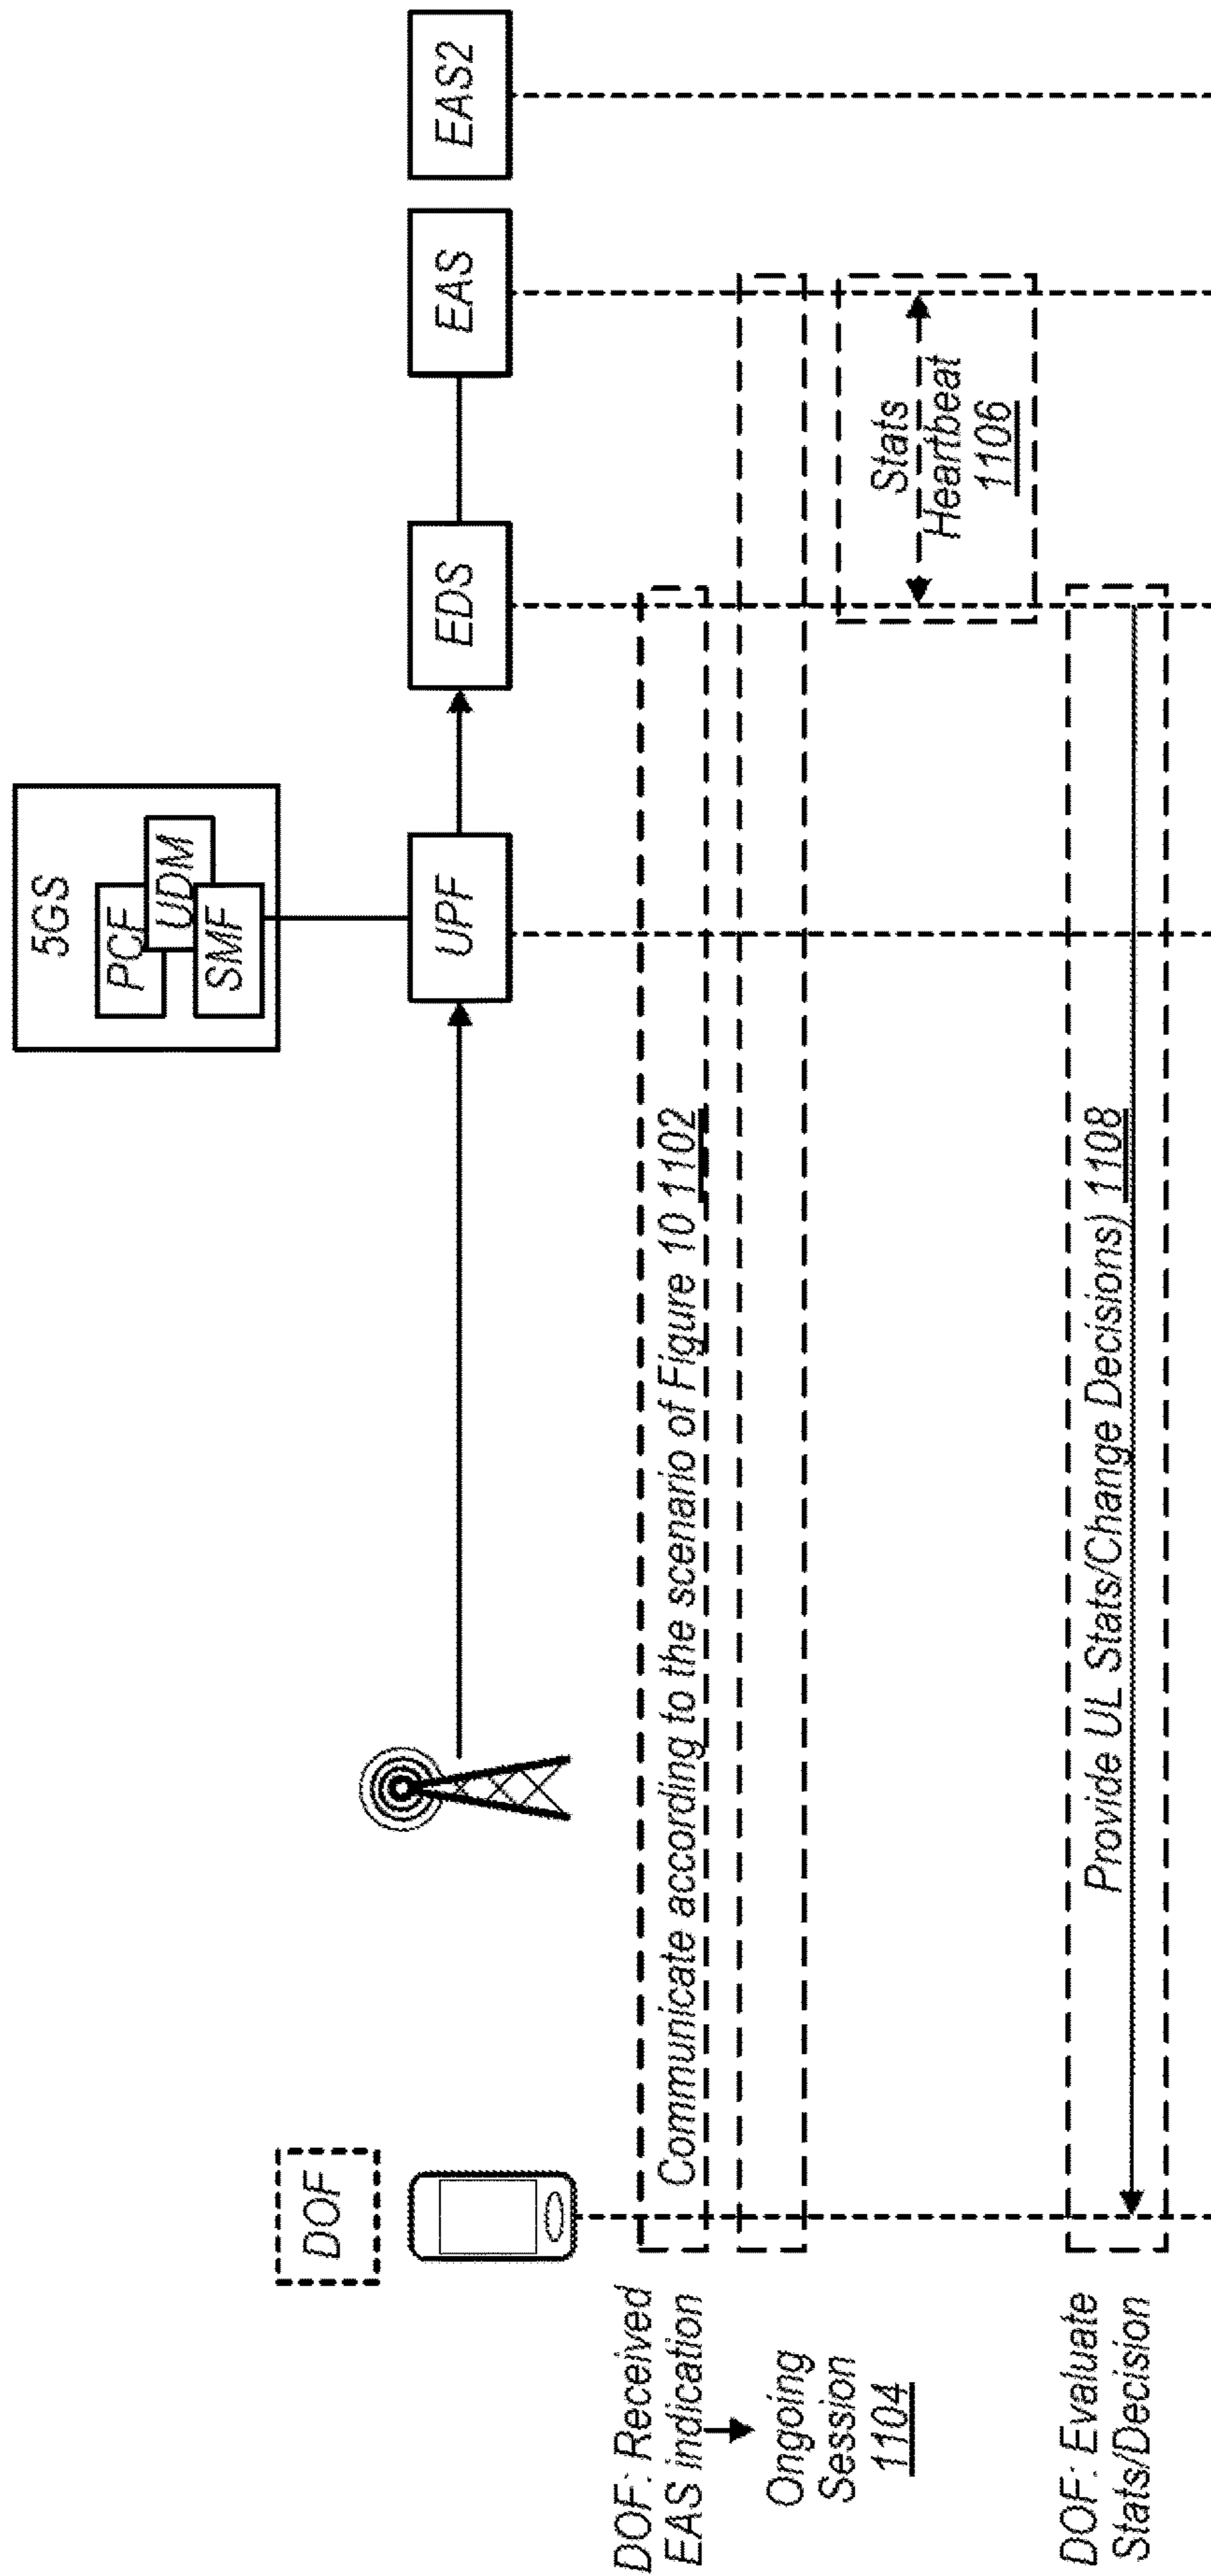 5GS
PCF
UDM
SMF
DOF
UPF
EDS
EAS
EAS2
DOF: Received
EAS indication
Communicate according to the scenario of Figure 10 1102
Ongoing
Session
1104
Stats
Heartbeat
1106
DOF: Evaluate
Stats/Decision
Provide UL Stats/Change Decisions) 1108